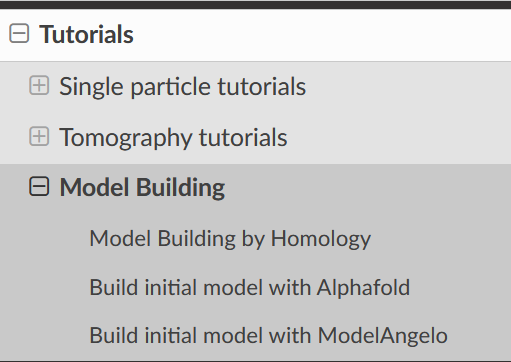 Tutorials
Single particle tutorials
Tomography tutorials
Model Building
Model Building by Homology
Build initial model with Alphafold
Build initial model with ModelAngelo